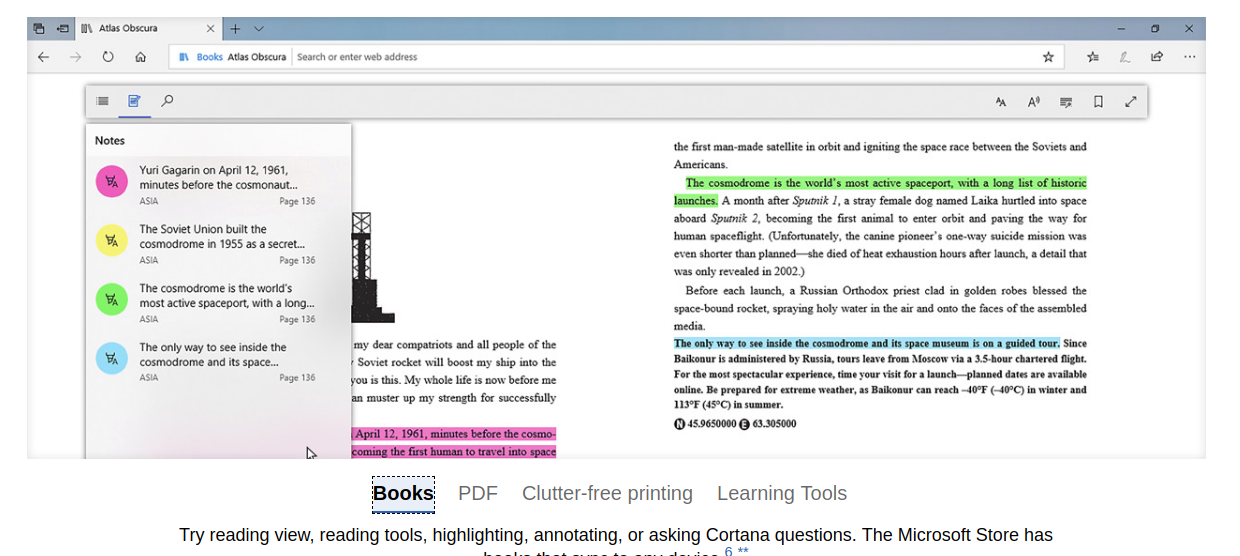 Atlas Obscura
Books Atlas Obscura Search or enter web address
Notes
Yuri Gagarin on April 12, 1961,
minutes before the cosmonaut...
ASIA Page 136
The Soviet Union built the
cosmodrome in 1955 as a secret...
ASIA Page 136
The cosmodrome is the world's
most active spaceport, with a long...
ASIA Page 136
The only way to see inside the
cosmodrome and its space...
ASIA Page 136
my dear compatriots and all people of the
Soviet rocket will boost my ship into the
you is this. My whole life is now before me
an muster up my strength for successfully
April 12, 1961, minutes before the cosmo-
coming the first human to travel into space
the first man-made satellite in orbit and igniting the space race between the Soviets and
Americans.
The cosmodrome is the world's most active spaceport, with a long list of historic
launches. A month after Sputnik 1, a stray female dog named Laika hurtled into space
aboard Sputnik 2, becoming the first animal to enter orbit and paving the way for
human spaceflight. (Unfortunately, the canine pioneer's one-way suicide mission was
even shorter than planned—she died of heat exhaustion hours after launch, a detail that
was only revealed in 2002.)
Before each launch, a Russian Orthodox priest clad in golden robes blessed the
space-bound rocket, spraying holy water in the air and onto the faces of the assembled
media.
The only way to see inside the cosmodrome and its space museum is on a guided tour. Since
Baikonur is administered by Russia, tours leave from Moscow via a 3.5-hour chartered flight.
For the most spectacular experience, time your visit for a launch—planned dates are available
online. Be prepared for extreme weather, as Baikonur can reach –40°F (–40°C) in winter and
113°F (45°C) in summer.
N 45.9650000 E 63.305000
Books PDF Clutter-free printing Learning Tools
Try reading view, reading tools, highlighting, annotating, or asking Cortana questions. The Microsoft Store has
books that sync to any device.6 **